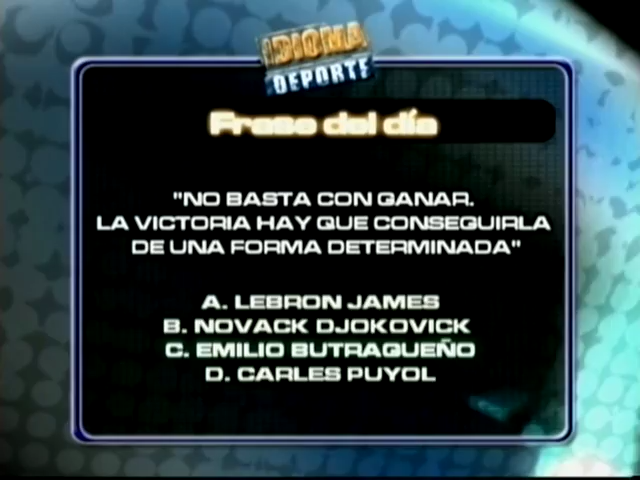 IDIOMA
DEPORTE
Frase del día
"NO BASTA CON GANAR.
LA VICTORIA HAY QUE CONSEGUIRLA
DE UNA FORMA DETERMINADA"
A. LEBRON JAMES
B. NOVACK DJOKOVICK
C. EMILIO BUTRAGUEÑO
D. CARLES PUYOL